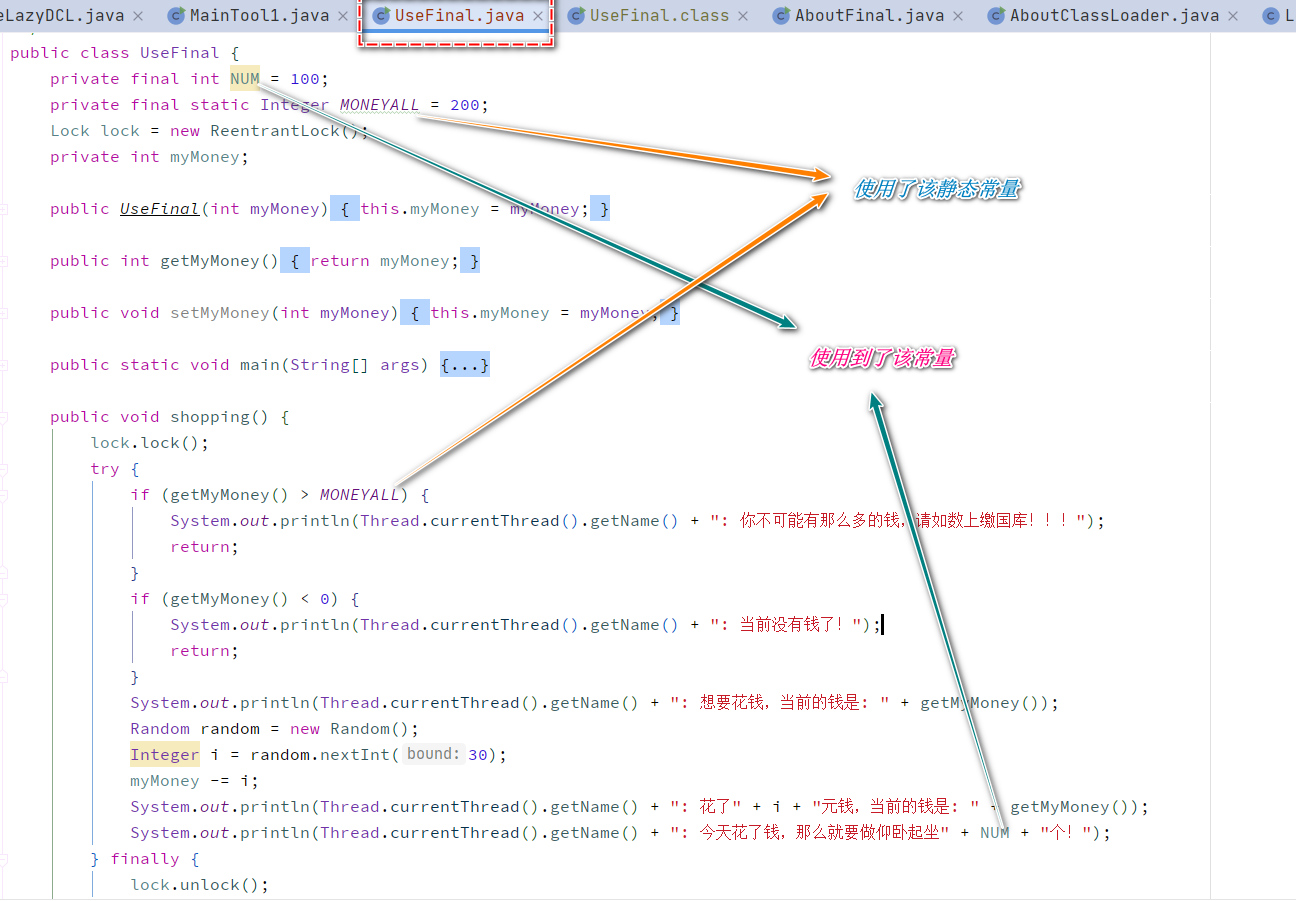 eLazyDCL.java × MainTool1.java × UseFinal.java × UseFinal.class × AboutFinal.java × AboutClassLoader.java × L
public class UseFinal {
private final int NUM = 100;
private final static Integer MONEYALL = 200;
Lock lock = new ReentrantLock();
private int myMoney;
使用了该静态常量
public UseFinal(int myMoney) { this.myMoney = myMoney; }
public int getMyMoney() { return myMoney; }
public void setMyMoney(int myMoney) { this.myMoney = myMoney; }
使用到了该常量
public static void main(String[] args) {...}
public void shopping() {
lock.lock();
try {
if (getMyMoney() > MONEYALL) {
System.out.println(Thread.currentThread().getName() + ": 你不可能有那么多的钱，请如数上缴国库！！！");
return;
}
if (getMyMoney() < 0) {
System.out.println(Thread.currentThread().getName() + ": 当前没有钱了！");
return;
}
System.out.println(Thread.currentThread().getName() + ": 想要花钱，当前的钱是: " + getMyMoney());
Random random = new Random();
Integer i = random.nextInt( bound: 30);
myMoney -= i;
System.out.println(Thread.currentThread().getName() + ": 花了" + i + "元钱，当前的钱是: " + getMyMoney());
System.out.println(Thread.currentThread().getName() + ": 今天花了钱，那么就要做仰卧起坐" + NUM + "个！");
} finally {
lock.unlock();